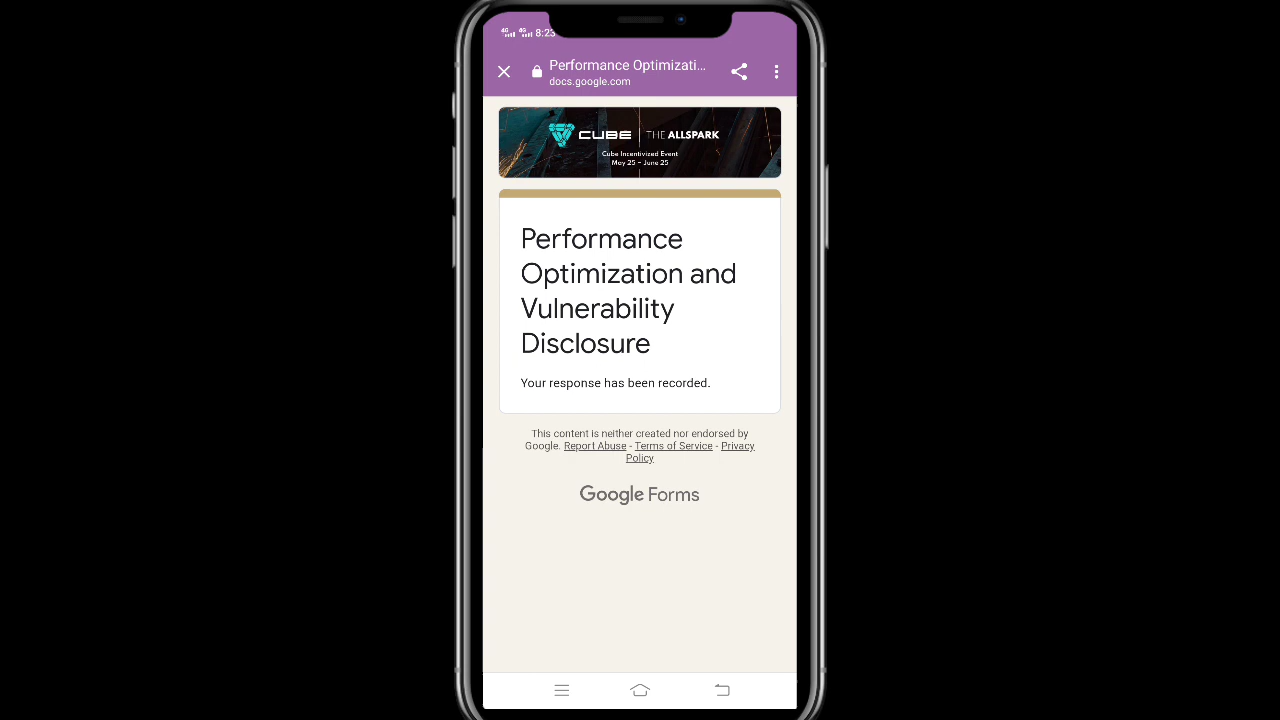 4G 4G 8:23
Performance Optimizati...
docs.google.com
CUBE | THE ALLSPARK
Cube Incentivized Event
May 25 – June 25
Performance
Optimization and
Vulnerability
Disclosure
Your response has been recorded.
This content is neither created nor endorsed by
Google. Report Abuse - Terms of Service - Privacy
Policy
Google Forms